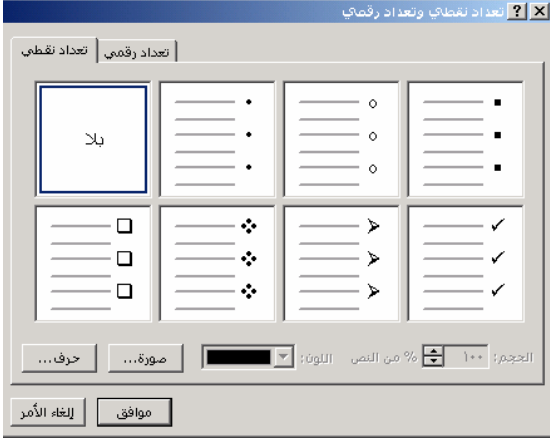 تعداد نقطي وتعداد رقمي
تعداد نقطي
تعداد رقمي
بلا
الحجم: ١٠٠ % من النص
اللون:
صورة...
حرف...
موافق
إلغاء الأمر